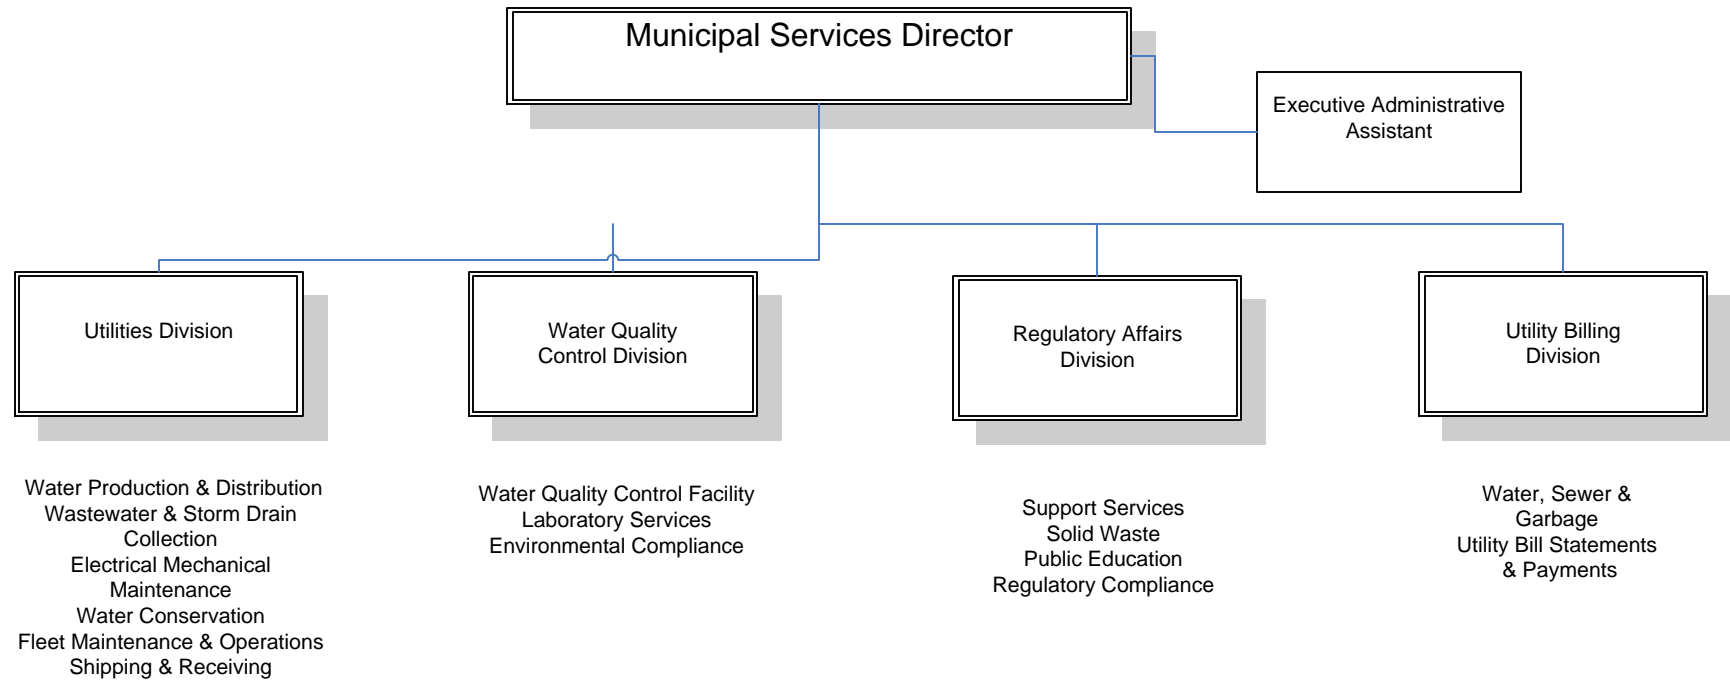 Municipal Services Director
Executive Administrative
Assistant
Utilities Division
Water Quality
Control Division
Regulatory Affairs
Division
Utility Billing
Division
Water Production & Distribution
Wastewater & Storm Drain
Collection
Electrical Mechanical
Maintenance
Water Conservation
Fleet Maintenance & Operations
Shipping & Receiving
Water Quality Control Facility
Laboratory Services
Environmental Compliance
Support Services
Solid Waste
Public Education
Regulatory Compliance
Water, Sewer &
Garbage
Utility Bill Statements
& Payments